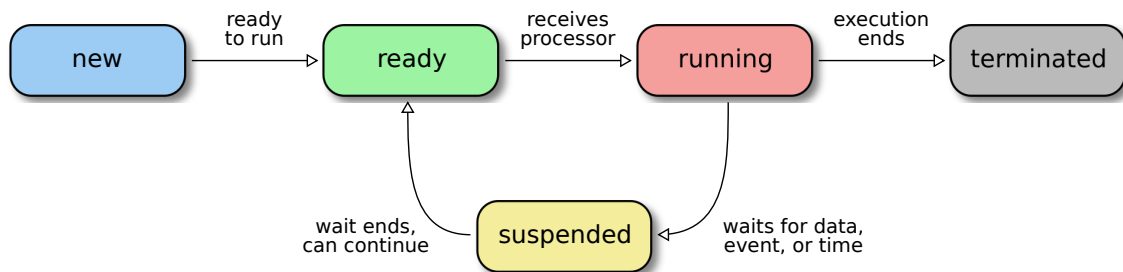 new
ready
to run
ready
receives
processor
running
execution
ends
terminated
wait ends,
can continue
suspended
waits for data,
event, or time